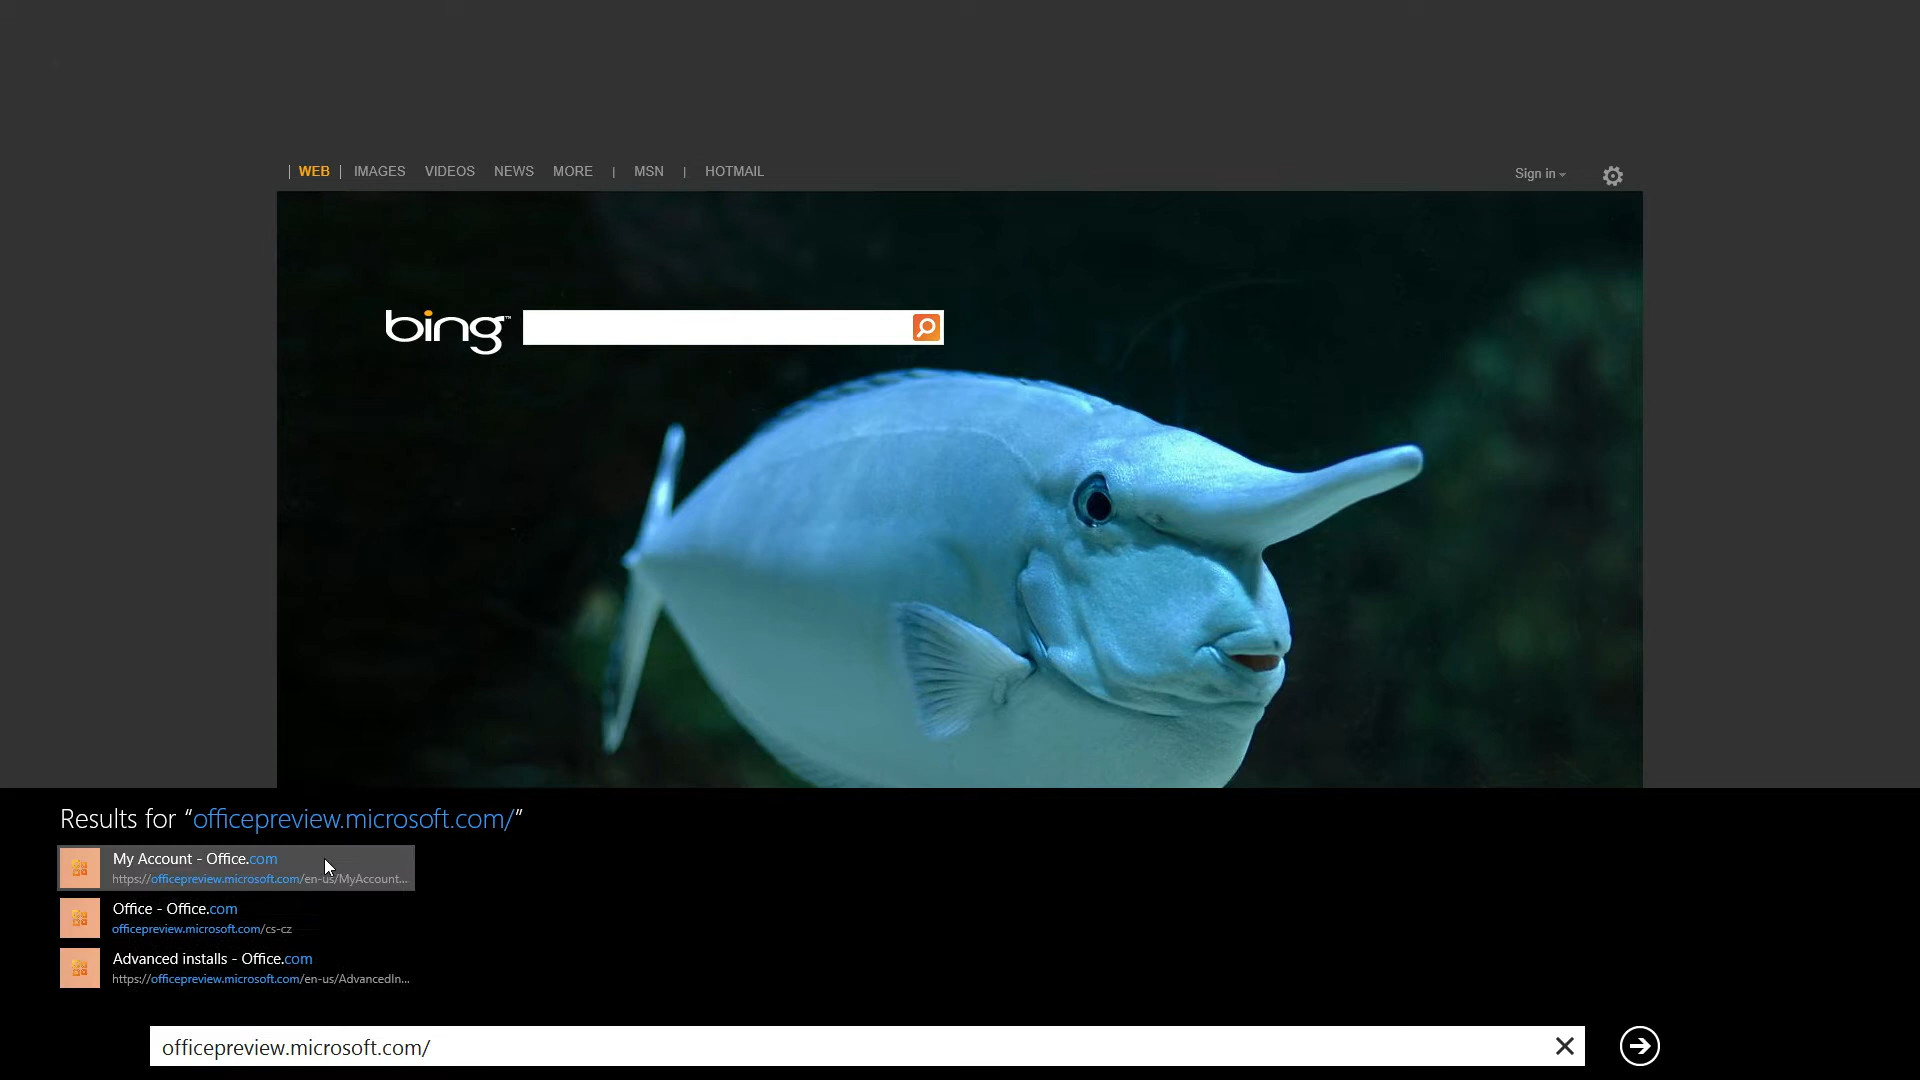 | WEB | IMAGES VIDEOS NEWS MORE | MSN | HOTMAIL
Sign in
bing™
Results for “officepreview.microsoft.com/”
My Account - Office.com
https://officepreview.microsoft.com/en-us/MyAccount...
Office - Office.com
officepreview.microsoft.com/cs-cz
Advanced installs - Office.com
https://officepreview.microsoft.com/en-us/AdvancedIn...
officepreview.microsoft.com/